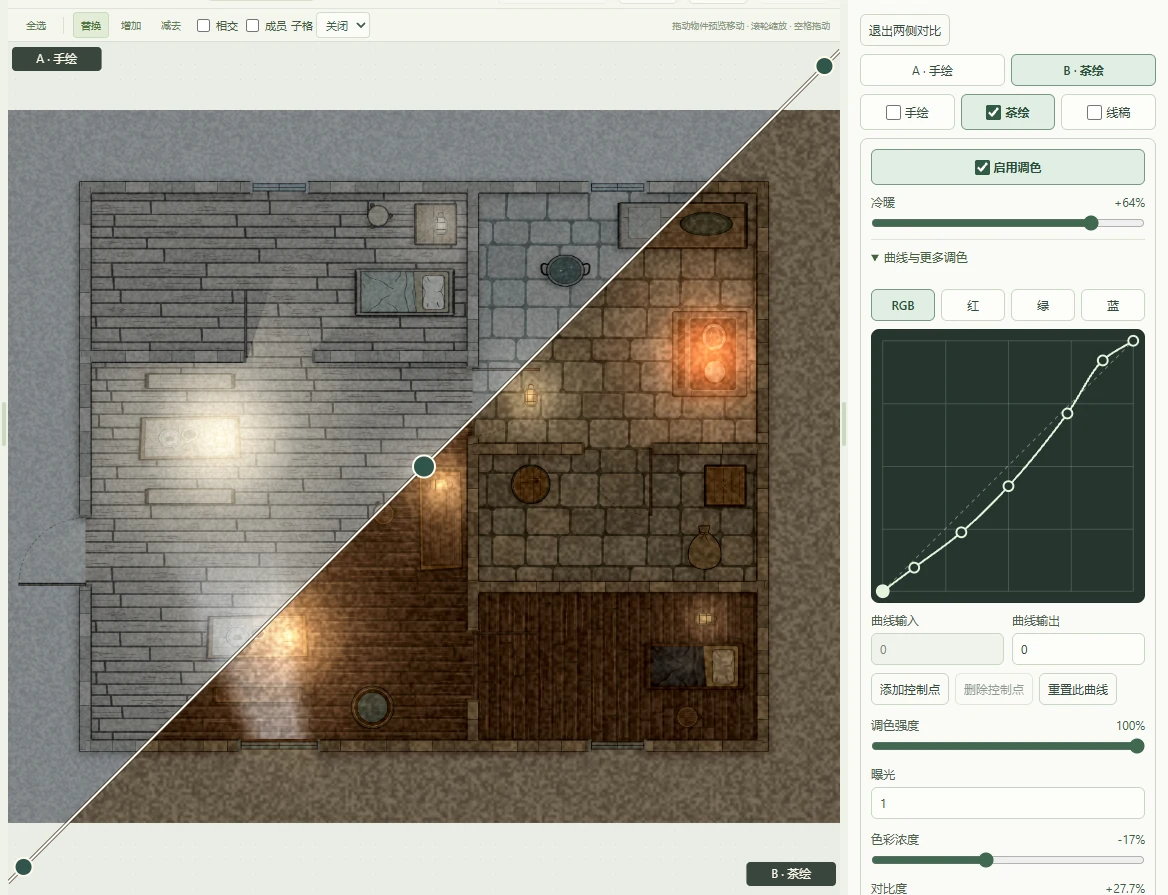 全选 替换 增加 减去 相交 成员 子格 关闭 拖动物件预览移动 · 滚轮缩放 · 空格拖动
A · 手绘
B · 茶绘
退出两侧对比
A · 手绘 B · 茶绘
手绘 茶绘 线稿
启用调色
冷暖 +64%
▼ 曲线与更多调色
RGB 红 绿 蓝
曲线输入 曲线输出
0 0
添加控制点 删除控制点 重置此曲线
调色强度 100%
曝光
1
色彩浓度 -17%
对比度 +27.7%